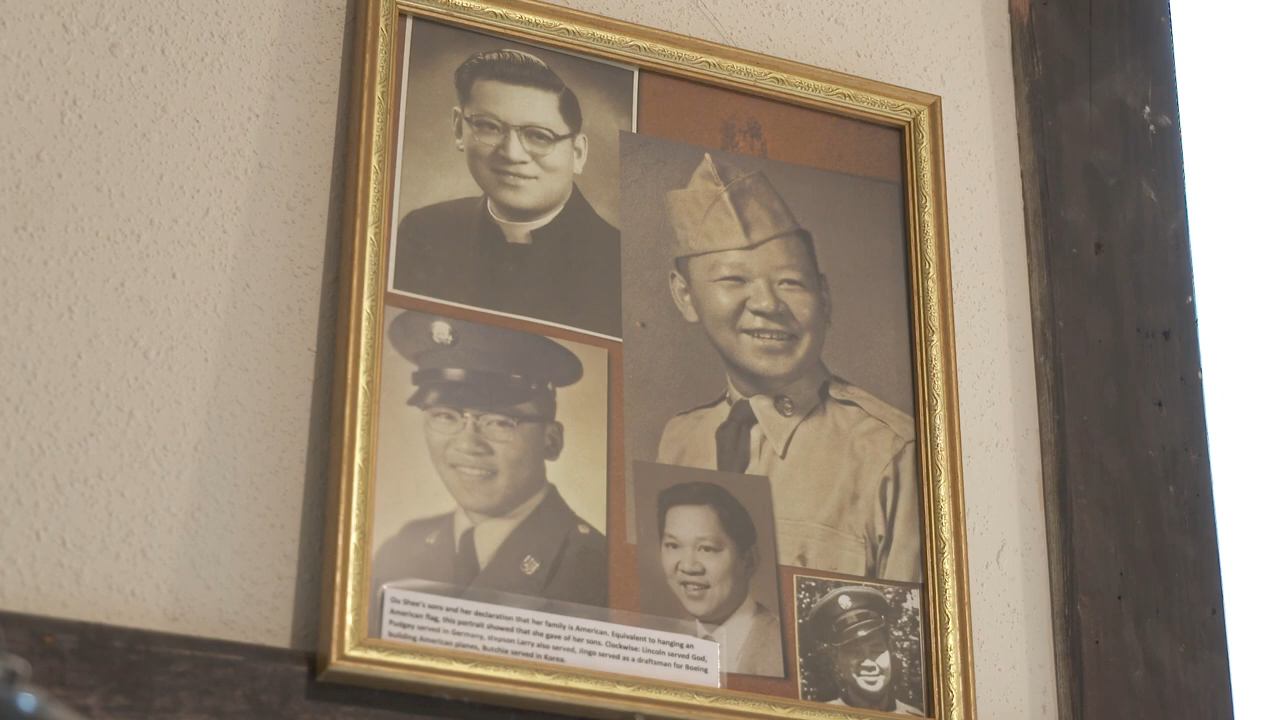 Du Shee's sons and her declaration that her family is American. Equivalent to hanging an
American flag, this portrait showed that she gave of her sons. Clockwise: Lincoln served God,
Pudgey served in Germany, stepson Larry also served, Jingo served as a draftsman for Boeing
building American planes, Butchie served in Korea.